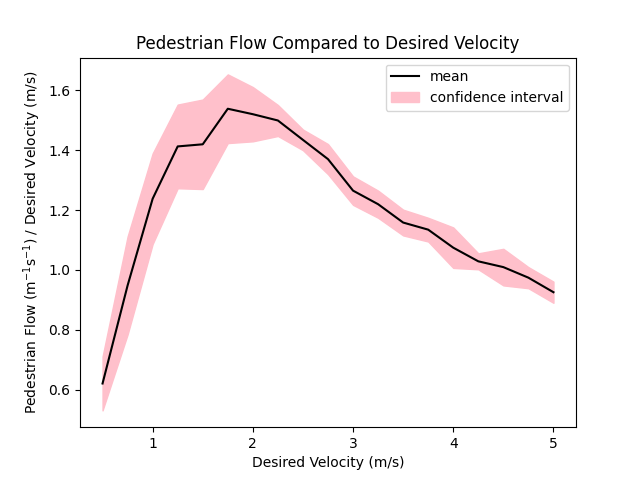 Pedestrian Flow Compared to Desired Velocity
mean
confidence interval
Pedestrian Flow (m⁻¹s⁻¹) / Desired Velocity (m/s)
1.6
1.4
1.2
1.0
0.8
0.6
1 2 3 4 5
Desired Velocity (m/s)